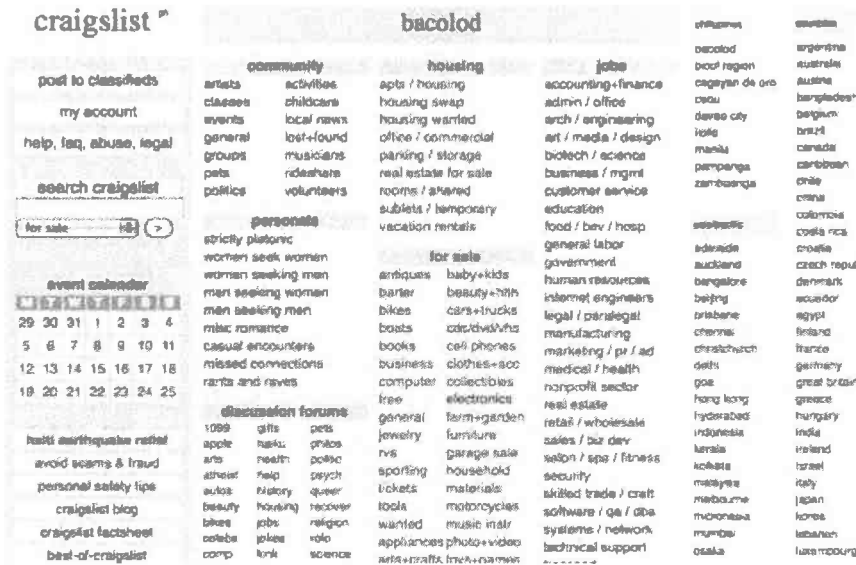 craigslist ph
post to classifieds
my account
help, faq, abuse, legal
search craigslist
for sale
>
event calendar
29 30 31 1 2 3 4
5 6 7 8 9 10 11
12 13 14 15 16 17 18
19 20 21 22 23 24 25
haiti earthquake relief
avoid scams & fraud
personal safety tips
craigslist blog
craigslist factsheet
best-of-craigslist
bacolod
community
artists activities
classes childcare
events local news
general lost+found
groups musicians
pets rideshare
politics volunteers
personals
strictly platonic
women seek women
women seeking men
men seeking women
men seeking men
misc romance
casual encounters
missed connections
rants and raves
discussion forums
1099 gifts pets
apple haiku philos
arts health politic
atheist help psych
autos history queer
beauty housing recover
bikes jobs religion
celebs jokes rofo
comp kink science
housing
apts / housing
housing swap
housing wanted
office / commercial
parking / storage
real estate for sale
rooms / shared
sublets / temporary
vacation rentals
for sale
antiques baby+kids
barter beauty+hlth
bikes cars+trucks
boats cds/dvd/vhs
books cell phones
business clothes+acc
computer collectibles
free electronics
general farm+garden
jewelry furniture
rvs garage sale
sporting household
tickets materials
tools motorcycles
wanted music instr
appliances photo+video
arts+crafts toys+games
jobs
accounting+finance
admin / office
arch / engineering
art / media / design
biotech / science
business / mgmt
customer service
education
food / bev / hosp
general labor
government
human resources
internet engineers
legal / paralegal
manufacturing
marketing / pr / ad
medical / health
nonprofit sector
real estate
retail / wholesale
sales / biz dev
salon / spa / fitness
security
skilled trade / craft
software / qa / dba
systems / network
technical support
philippines
bacolod
bicol region
cagayan de oro
cebu
davao city
iloilo
manila
pampanga
zamboanga
adelaide
auckland
bangalore
beijing
brisbane
chennai
christchurch
delhi
goa
hong kong
hyderabad
indonesia
kerala
kolkata
malaysia
melbourne
micronesia
mumbai
osaka
countries
argentina
australia
austria
bangladesh
belgium
brazil
canada
caribbean
chile
china
colombia
costa rica
croatia
czech repub
denmark
ecuador
egypt
finland
france
germany
great britain
greece
hungary
india
ireland
israel
italy
japan
korea
lebanon
luxembourg